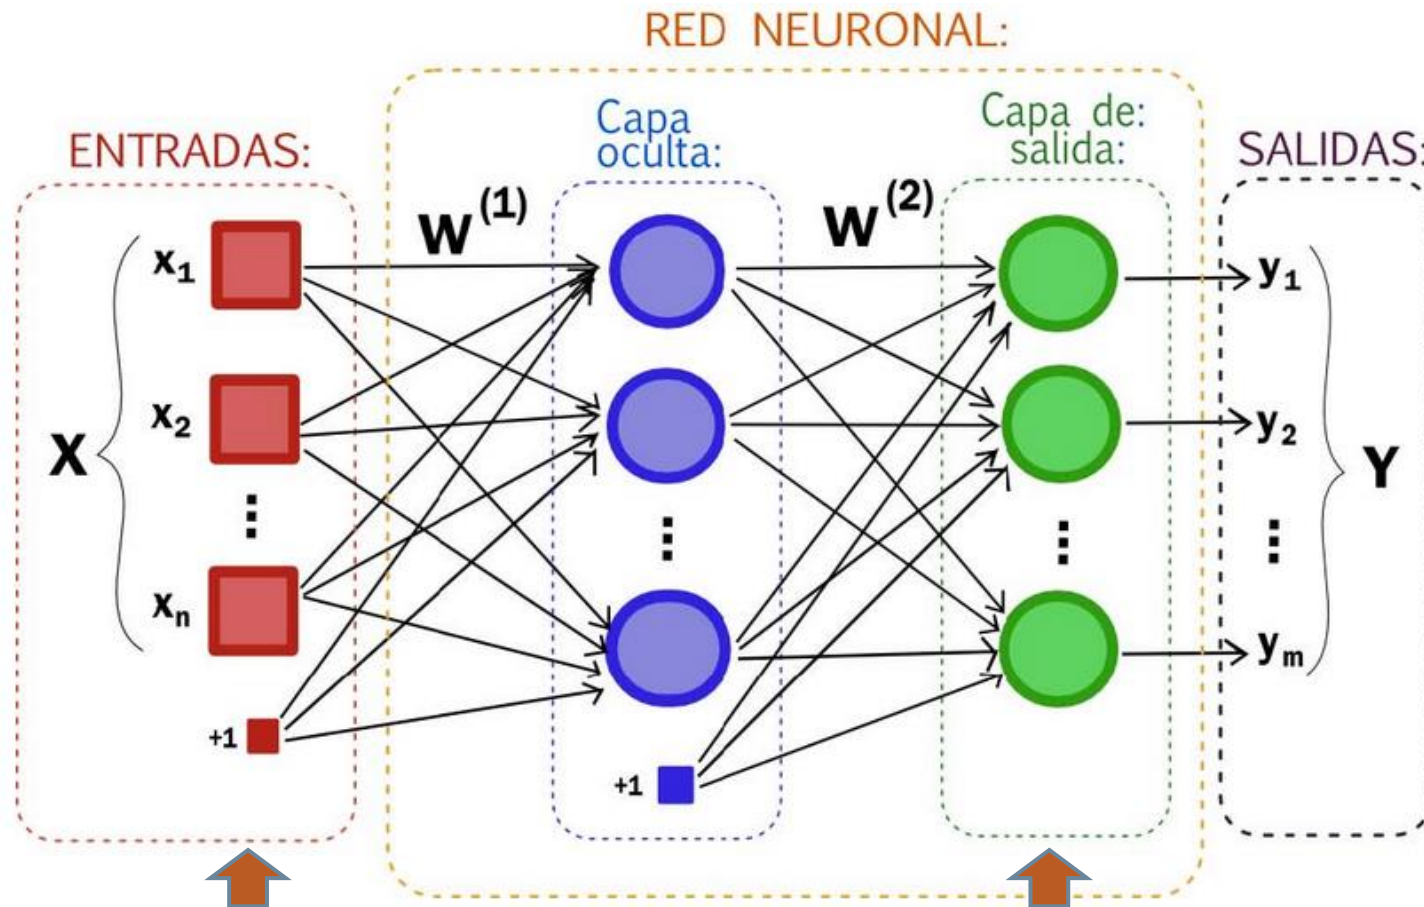 RED NEURONAL:
ENTRADAS:
Capa
oculta:
Capa de:
salida:
SALIDAS:
W(1)
W(2)
x1
x2
xn
X
+1
+1
y1
y2
ym
Y